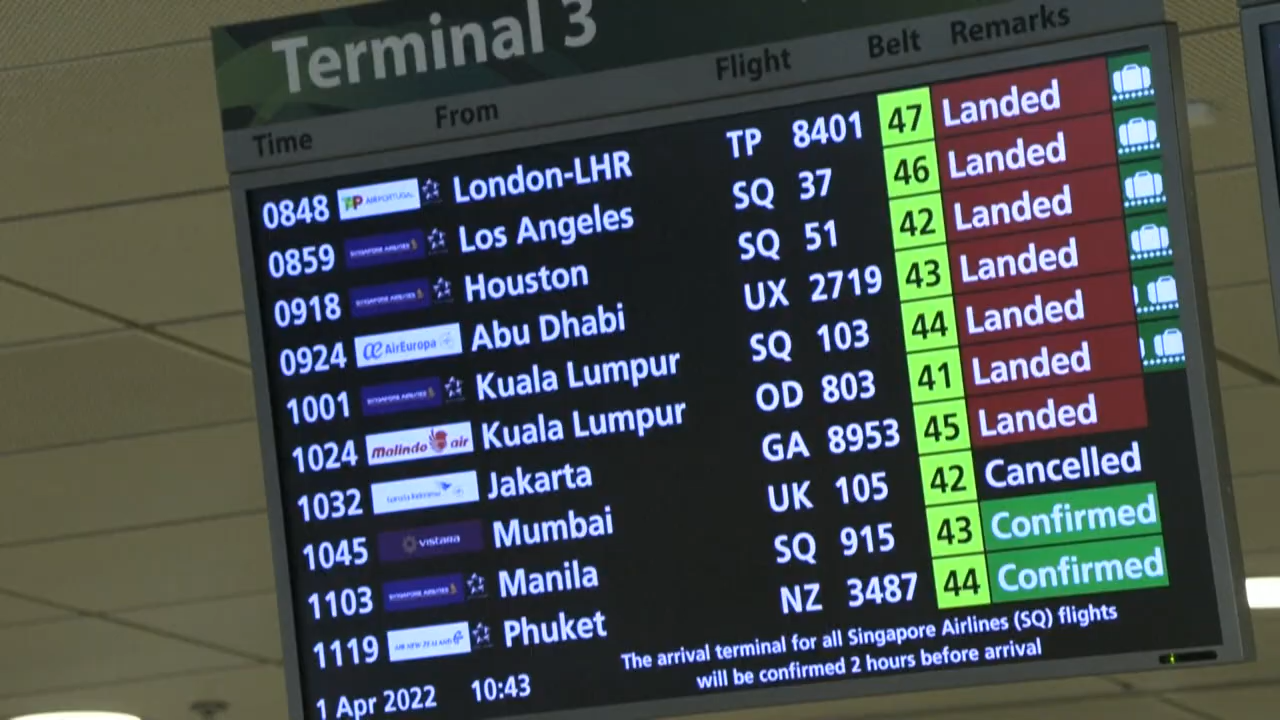 Terminal 3
Time From Flight Belt Remarks
0848 TP AIRPORTUGAL London-LHR TP 8401 47 Landed
0859 SINGAPORE AIRLINES Los Angeles SQ 37 46 Landed
0918 SINGAPORE AIRLINES Houston SQ 51 42 Landed
0924 AirEuropa Abu Dhabi UX 2719 43 Landed
1001 SINGAPORE AIRLINES Kuala Lumpur SQ 103 44 Landed
1024 Malindo air Kuala Lumpur OD 803 41 Landed
1032 Garuda Indonesia Jakarta GA 8953 45 Landed
1045 vistara Mumbai UK 105 42 Cancelled
1103 SINGAPORE AIRLINES Manila SQ 915 43 Confirmed
1119 AIR NEW ZEALAND Phuket NZ 3487 44 Confirmed
1 Apr 2022 10:43
The arrival terminal for all Singapore Airlines (SQ) flights
will be confirmed 2 hours before arrival